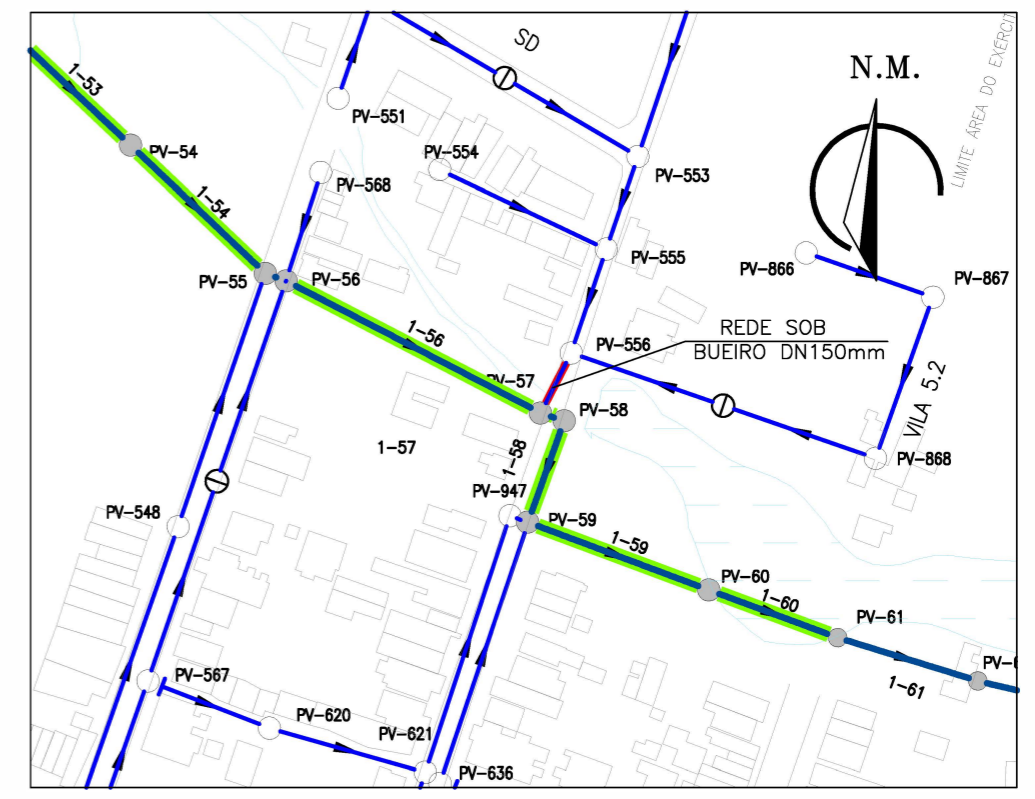 SD
N.M.
LIMITE ÁREA DO EXÉRCIT
1-53
PV-54
PV-551
PV-554
PV-553
PV-568
1-54
PV-55
PV-56
PV-555
PV-866
PV-867
1-56
PV-556
REDE SOB
BUEIRO DN150mm
PV-57
PV-58
VILA 5.2
1-57
1-58
PV-868
PV-947
PV-548
PV-59
1-59
PV-60
1-60
PV-61
PV-6
1-61
PV-567
PV-620
PV-621
PV-636